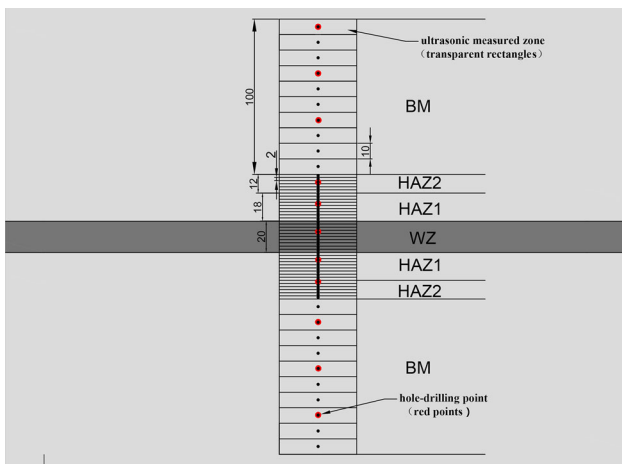 ultrasonic measured zone
（transparent rectangles）
100
BM
10
2
12
HAZ2
18
HAZ1
20
WZ
HAZ1
HAZ2
BM
hole-drilling point
（red points ）